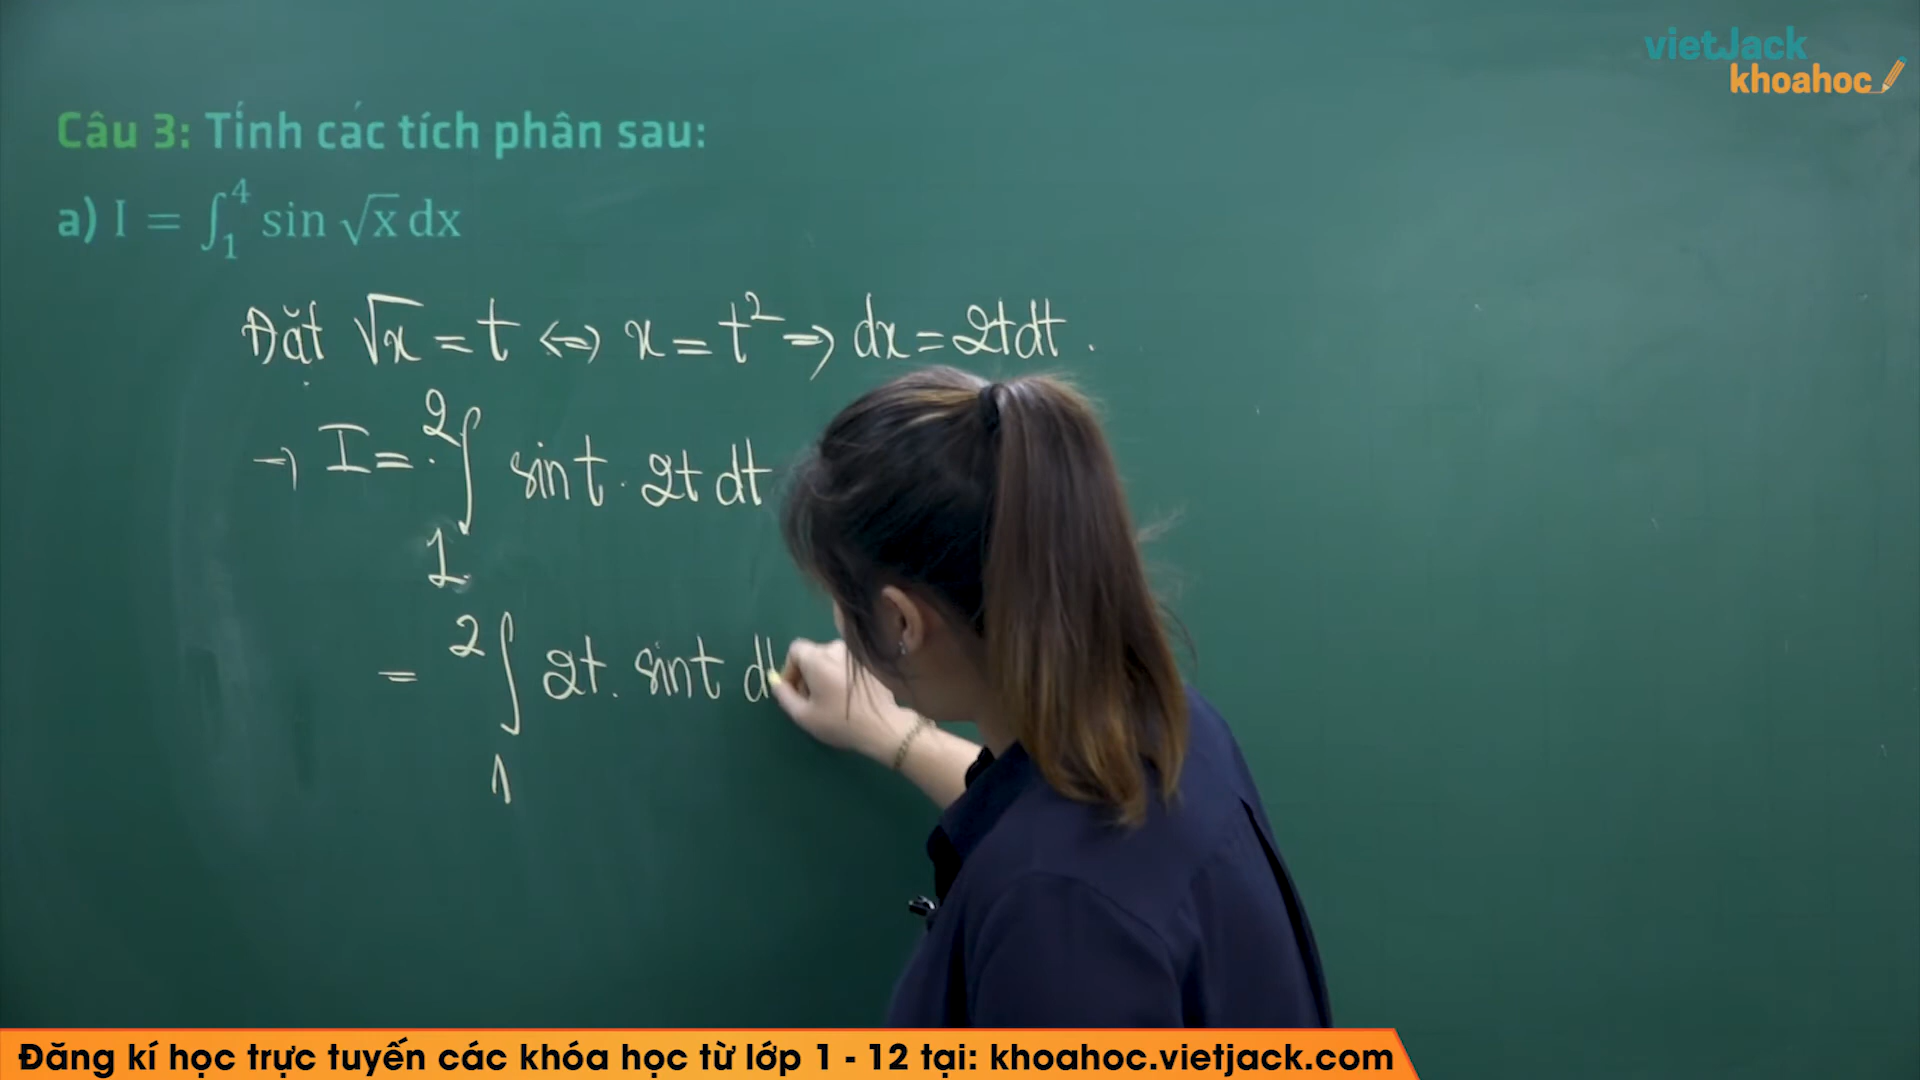 vietJack
khoahoc
Câu 3: Tính các tích phân sau:
a) I = ∫₁⁴ sin √x dx
Đặt √x = t ⇔ x = t² ⇒ dx = 2tdt.
→ I = ∫₁² sin t . 2t dt
= ∫₁² 2t. sin t dt
Đăng kí học trực tuyến các khóa học từ lớp 1 - 12 tại: khoahoc.vietjack.com